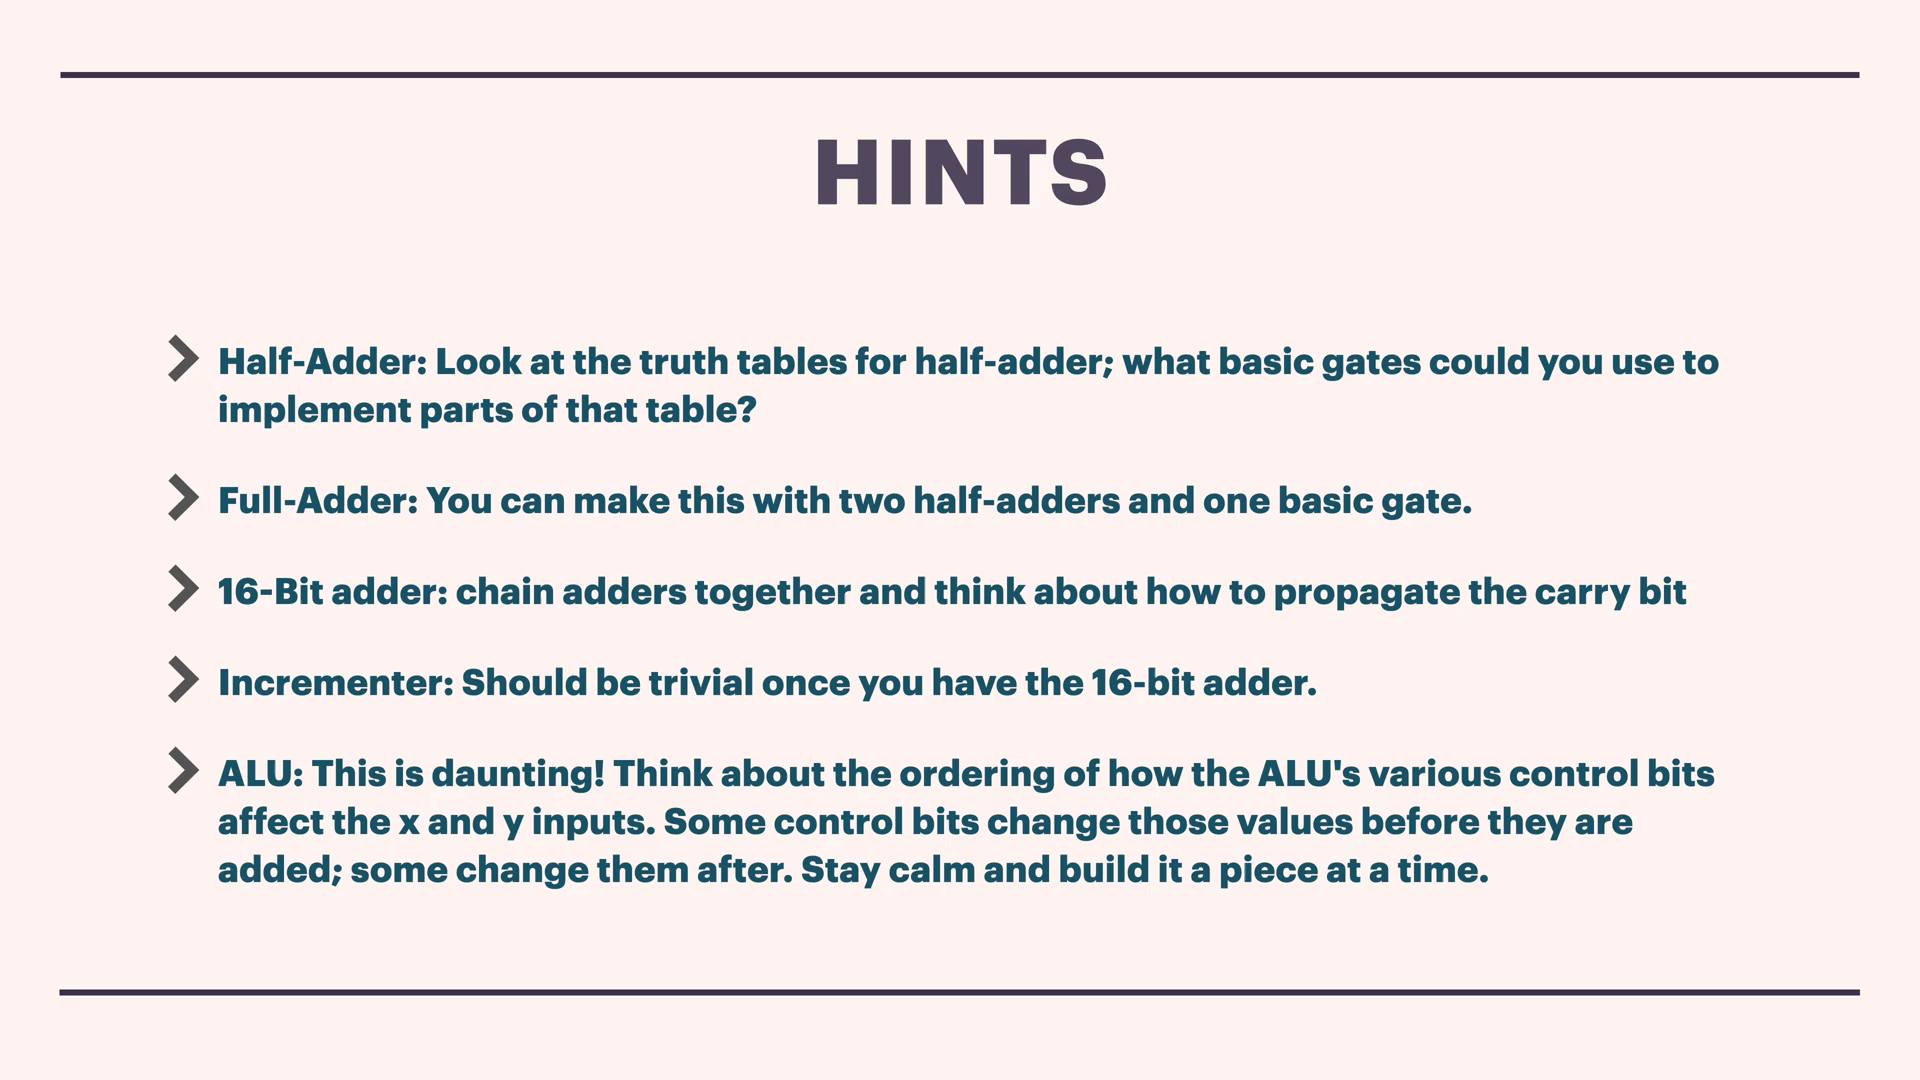 HINTS
Half-Adder: Look at the truth tables for half-adder; what basic gates could you use to
implement parts of that table?
Full-Adder: You can make this with two half-adders and one basic gate.
16-Bit adder: chain adders together and think about how to propagate the carry bit
Incrementer: Should be trivial once you have the 16-bit adder.
ALU: This is daunting! Think about the ordering of how the ALU's various control bits
affect the x and y inputs. Some control bits change those values before they are
added; some change them after. Stay calm and build it a piece at a time.